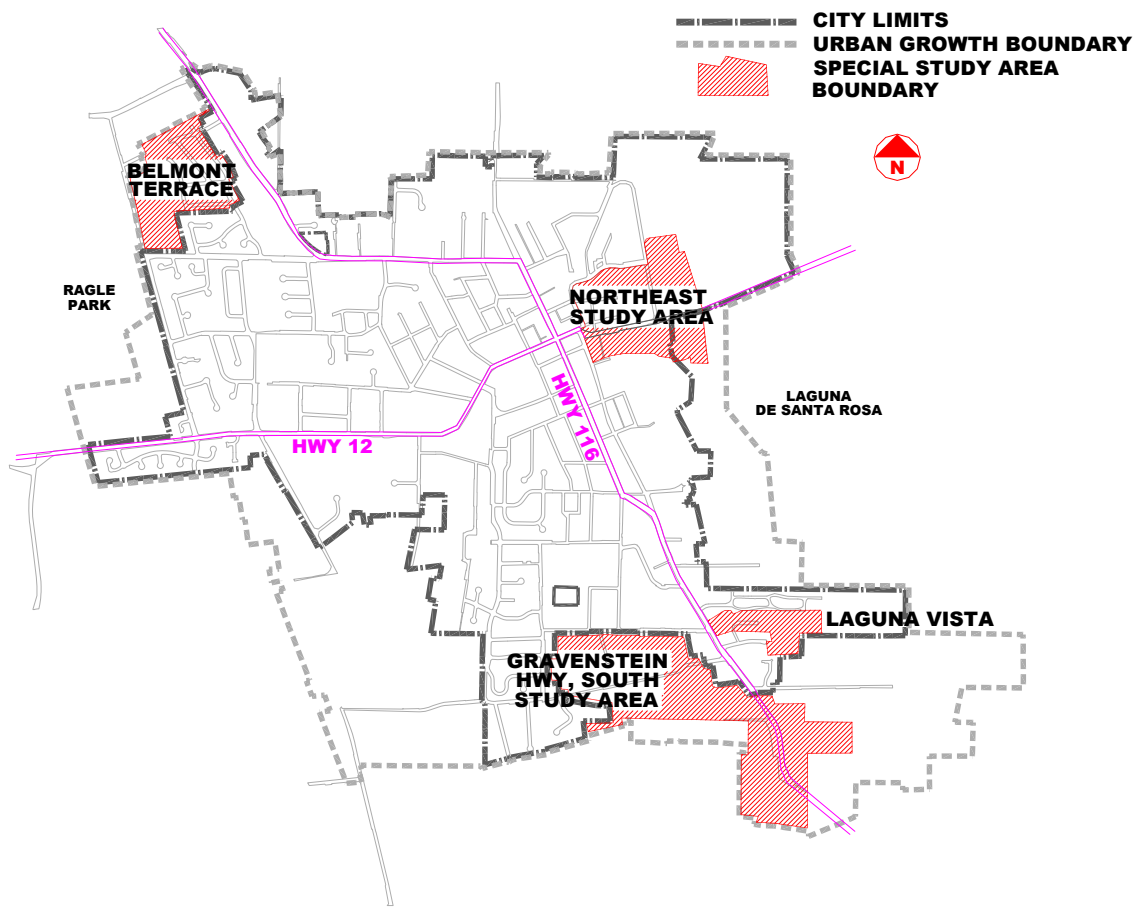 CITY LIMITS
URBAN GROWTH BOUNDARY
SPECIAL STUDY AREA
BOUNDARY
N
BELMONT
TERRACE
RAGLE
PARK
NORTHEAST
STUDY AREA
HWY 116
LAGUNA
DE SANTA ROSA
HWY 12
LAGUNA VISTA
GRAVENSTEIN
HWY, SOUTH
STUDY AREA